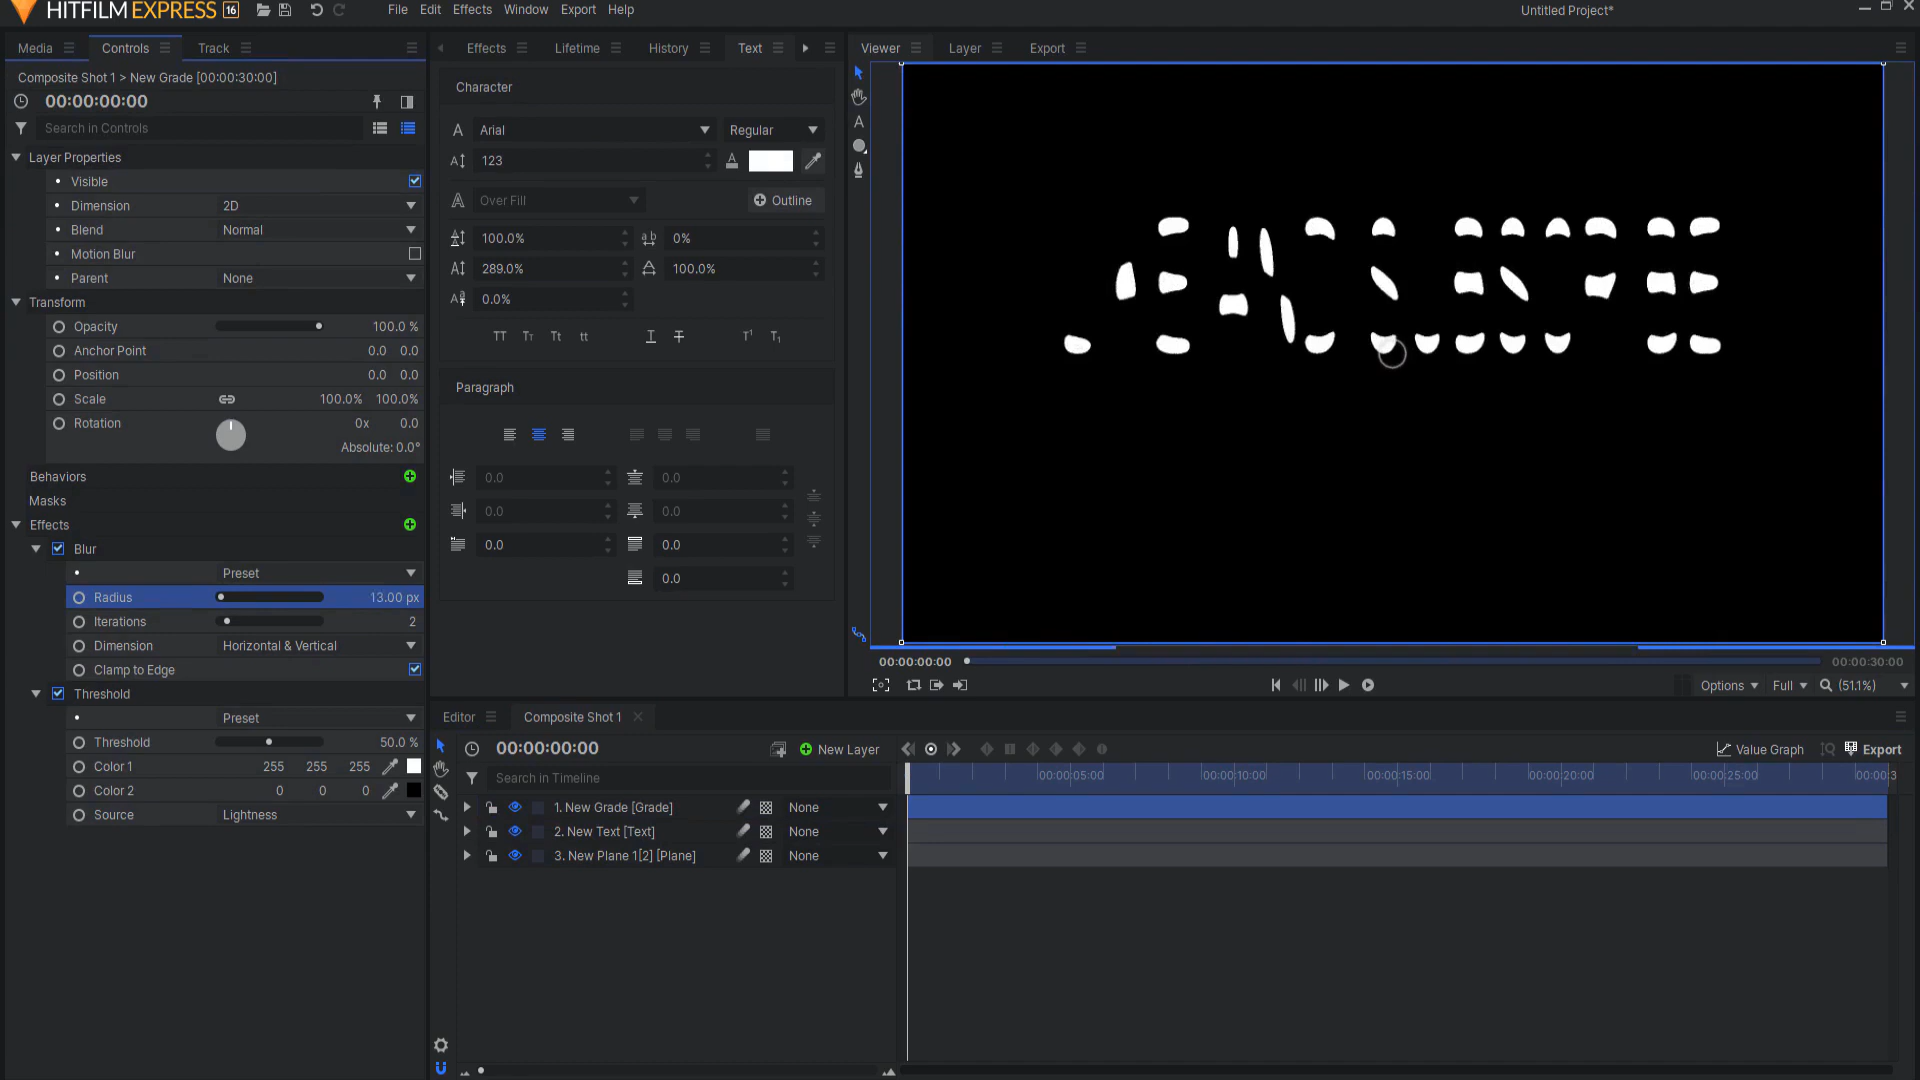 HITFILM EXPRESS 16
File Edit Effects Window Export Help
Untitled Project*
Media Controls Track
Effects Lifetime History Text
Viewer Layer Export
Composite Shot 1 > New Grade [00:00:30:00]
00:00:00:00
Search in Controls
Layer Properties
Visible
Dimension 2D
Blend Normal
Motion Blur
Parent None
Transform
Opacity 100.0 %
Anchor Point 0.0 0.0
Position 0.0 0.0
Scale 100.0% 100.0%
Rotation 0x 0.0
Absolute: 0.0°
Behaviors
Masks
Effects
Blur
Preset
Radius 13.00 px
Iterations 2
Dimension Horizontal & Vertical
Clamp to Edge
Threshold
Preset
Threshold 50.0 %
Color 1 255 255 255
Color 2 0 0 0
Source Lightness
Character
Arial Regular
123
Over Fill Outline
100.0% 0%
289.0% 100.0%
0.0%
TT Tт Tt tt T T T¹ T₁
Paragraph
0.0 0.0
0.0 0.0
0.0 0.0
0.0
00:00:00:00 00:00:30:00
Options Full (51.1%)
Editor Composite Shot 1
00:00:00:00 New Layer Value Graph Export
Search in Timeline
00:00:05:00 00:00:10:00 00:00:15:00 00:00:20:00 00:00:25:00 00:00:3
1. New Grade [Grade] None
2. New Text [Text] None
3. New Plane 1[2] [Plane] None